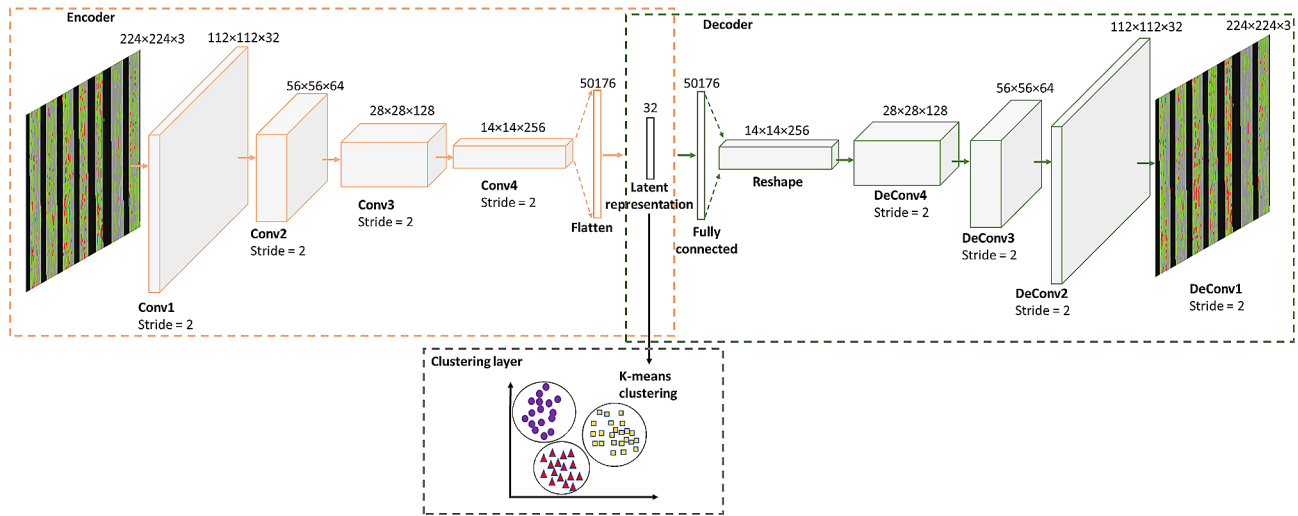 Encoder
224×224×3
112×112×32
56×56×64
28×28×128
14×14×256
50176
32
Conv1
Stride = 2
Conv2
Stride = 2
Conv3
Stride = 2
Conv4
Stride = 2
Flatten
Latent
representation
Decoder
50176
14×14×256
28×28×128
56×56×64
112×112×32
224×224×3
Fully
connected
Reshape
DeConv4
Stride = 2
DeConv3
Stride = 2
DeConv2
Stride = 2
DeConv1
Stride = 2
Clustering layer
K-means
clustering